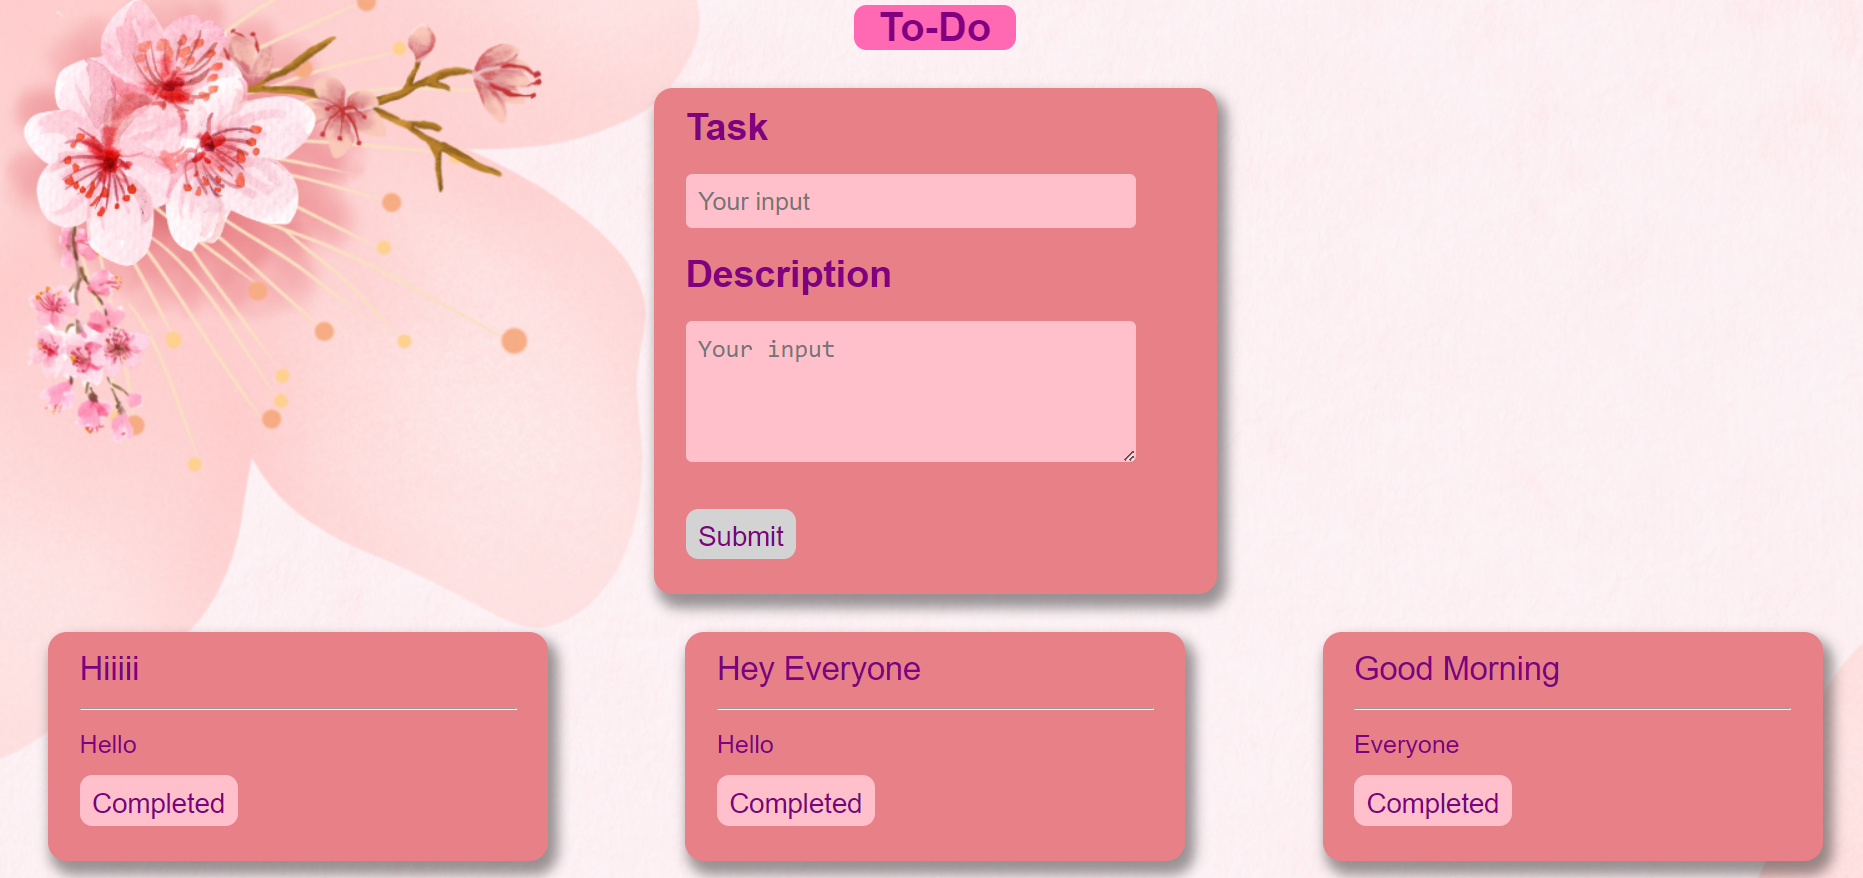 To-Do
Task
Your input
Description
Your input
Submit
Hiiiii
Hello
Completed
Hey Everyone
Hello
Completed
Good Morning
Everyone
Completed